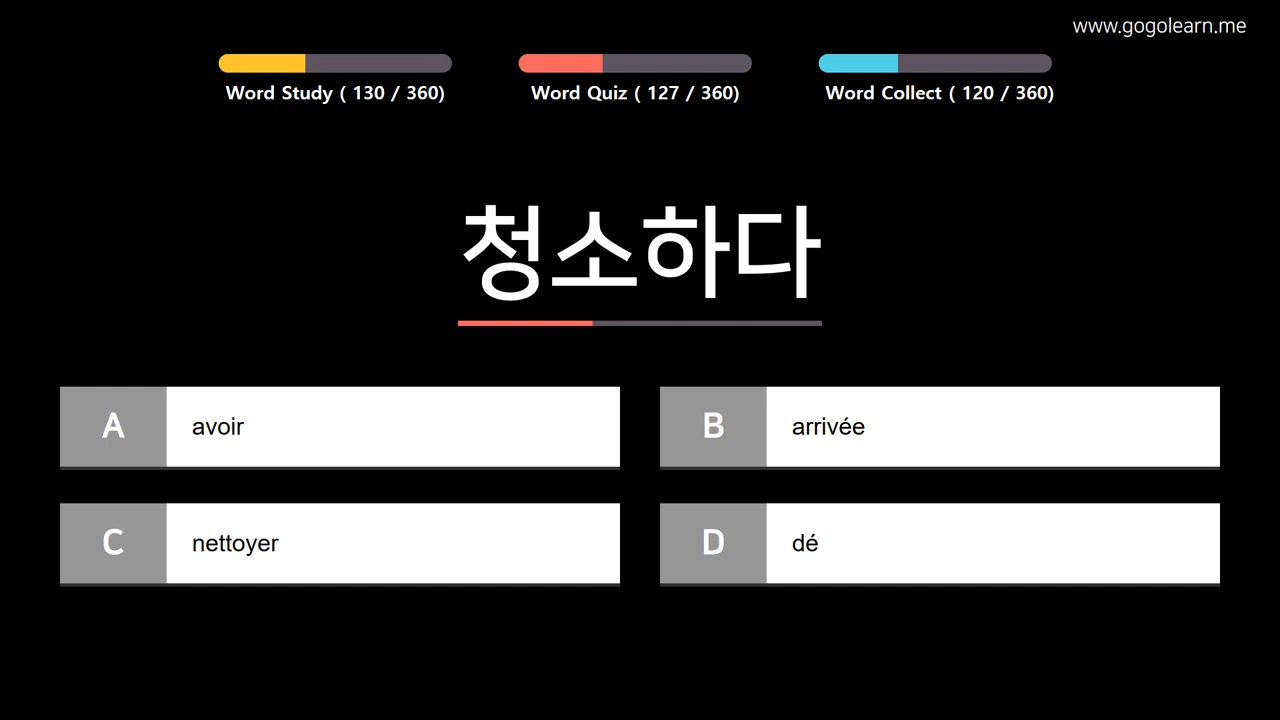 www.gogolearn.me
Word Study ( 130 / 360)
Word Quiz ( 127 / 360)
Word Collect ( 120 / 360)
청소하다
A
avoir
B
arrivée
C
nettoyer
D
dé